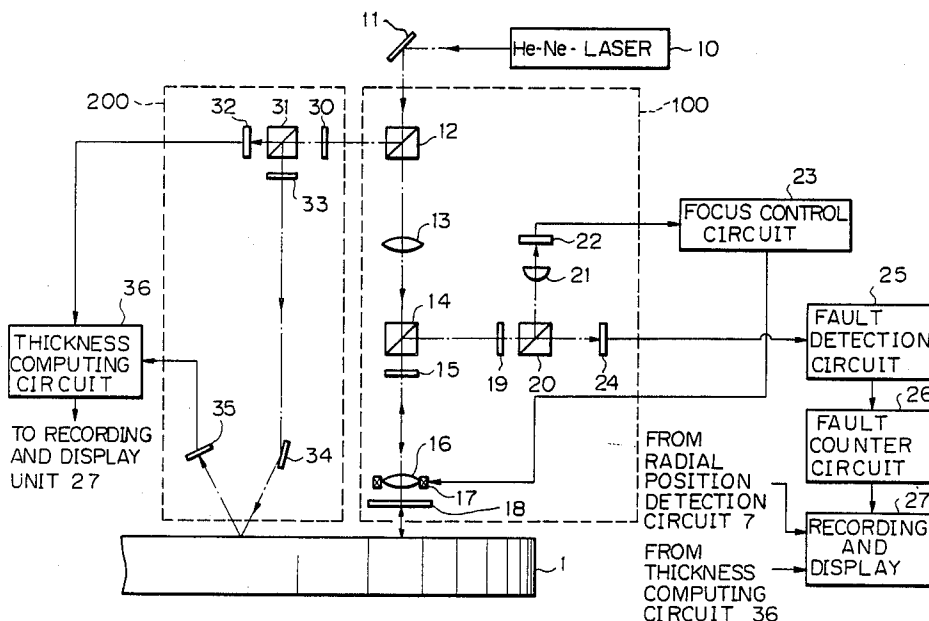 11
He-Ne-LASER
10
200
32
31
30
12
100
33
13
22
21
23
FOCUS CONTROL
CIRCUIT
14
15
19
20
24
25
FAULT
DETECTION
CIRCUIT
36
THICKNESS
COMPUTING
CIRCUIT
TO RECORDING
AND DISPLAY
UNIT 27
35
34
16
17
18
26
FAULT
COUNTER
CIRCUIT
FROM
RADIAL
POSITION
DETECTION
CIRCUIT 7
27
RECORDING
AND
DISPLAY
FROM
THICKNESS
COMPUTING
CIRCUIT 36
1